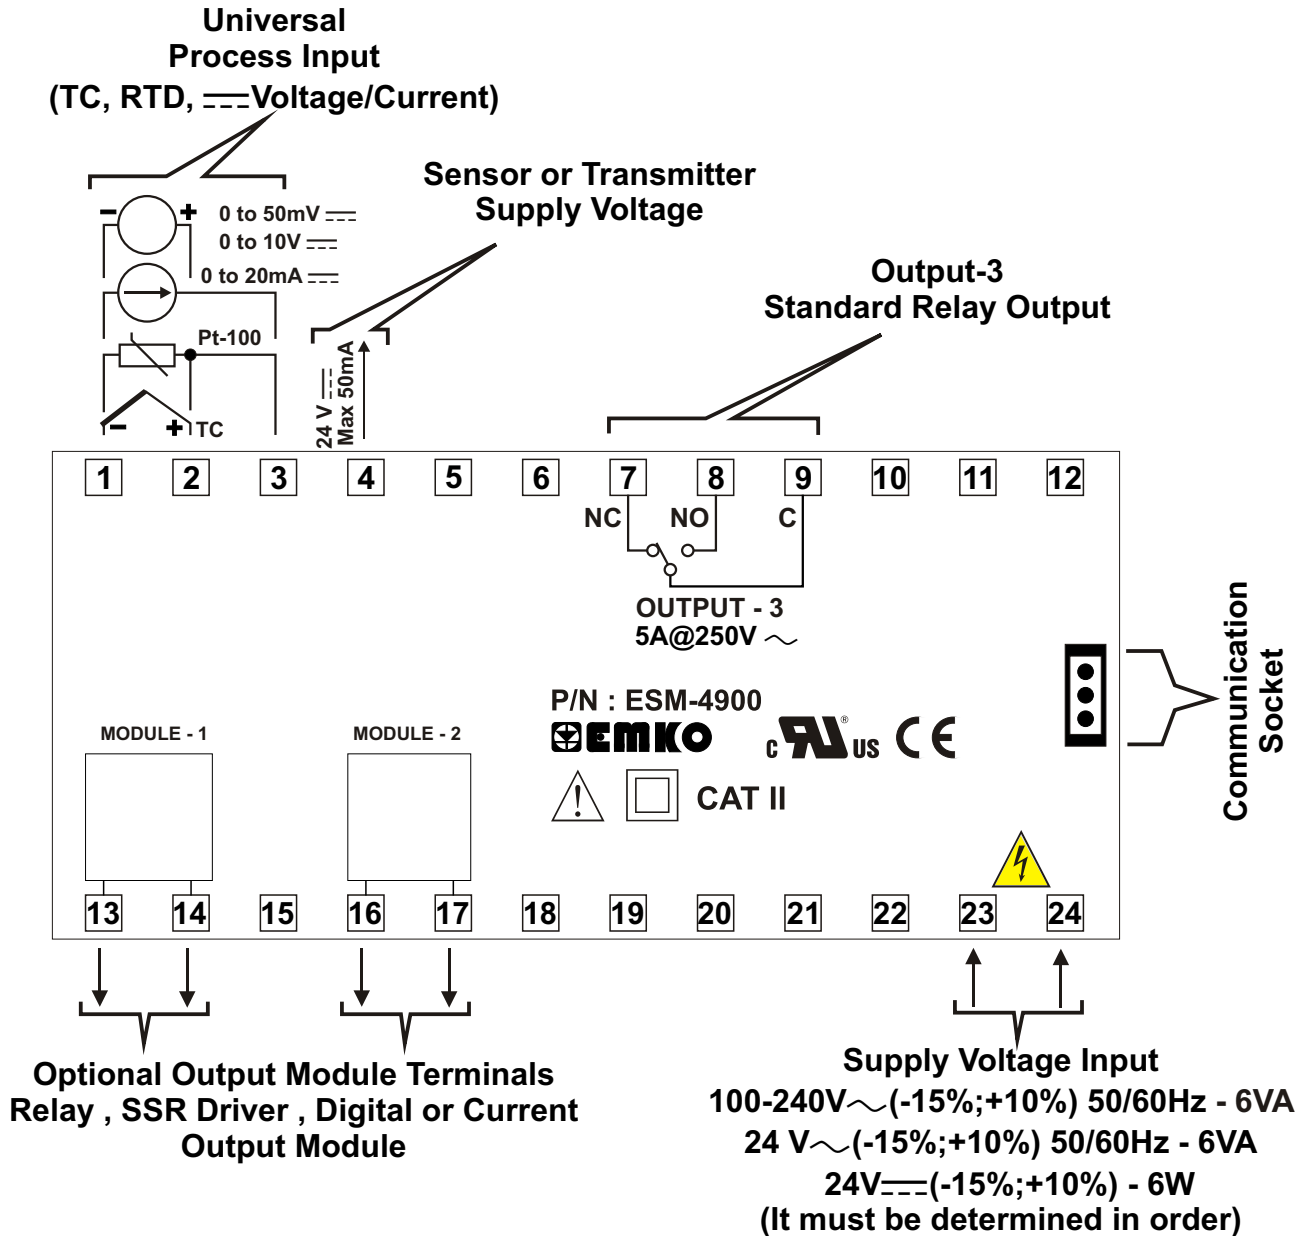 Universal
Process Input
(TC, RTD, Voltage/Current)
Sensor or Transmitter
Supply Voltage
Output-3
Standard Relay Output
- +
0 to 50mV
0 to 10V
0 to 20mA
Pt-100
- + TC
24 V
Max 50mA
1 2 3 4 5 6 7 8 9 10 11 12
NC NO C
OUTPUT - 3
5A@250V
P/N : ESM-4900
EMKO
C RU ® US CE
CAT II
MODULE - 1
MODULE - 2
Communication
Socket
13 14 15 16 17 18 19 20 21 22 23 24
Optional Output Module Terminals
Relay , SSR Driver , Digital or Current
Output Module
Supply Voltage Input
100-240V (-15%;+10%) 50/60Hz - 6VA
24 V (-15%;+10%) 50/60Hz - 6VA
24V (-15%;+10%) - 6W
(It must be determined in order)